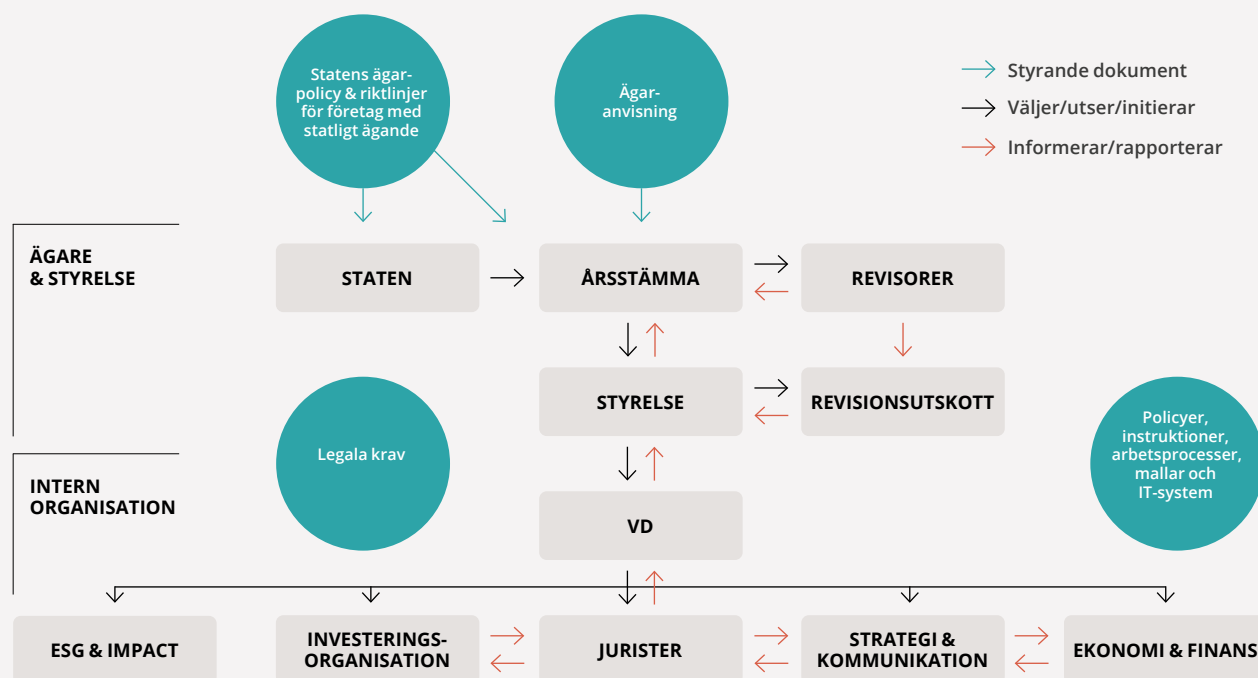 Statens ägar-
policy & riktlinjer
för företag med
statligt ägande
Ägar-
anvisning
Styrande dokument
Väljer/utser/initierar
Informerar/rapporterar
ÄGARE
& STYRELSE
STATEN
ÅRSSTÄMMA
REVISORER
STYRELSE
REVISIONSUTSKOTT
Legala krav
Policyer,
instruktioner,
arbetsprocesser,
mallar och
IT-system
INTERN
ORGANISATION
VD
ESG & IMPACT
INVESTERINGS-
ORGANISATION
JURISTER
STRATEGI &
KOMMUNIKATION
EKONOMI & FINANS